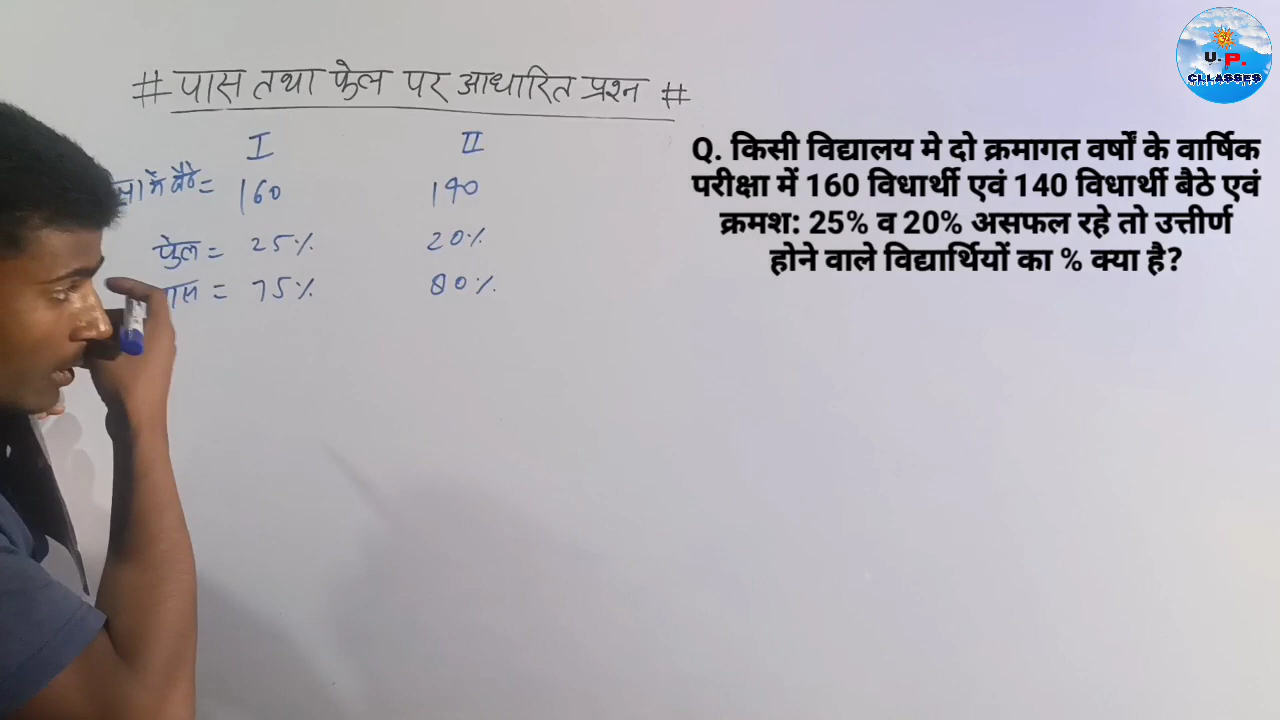 # पास तथा फेल पर आधारित प्रश्न #
I II
में बैठे = 160 140
फेल = 25% 20%
पास = 75% 80%
U.P.
CLLASSES
Q. किसी विद्यालय मे दो क्रमागत वर्षों के वार्षिक
परीक्षा में 160 विधार्थी एवं 140 विधार्थी बैठे एवं
क्रमश: 25% व 20% असफल रहे तो उत्तीर्ण
होने वाले विद्यार्थियों का % क्या है?